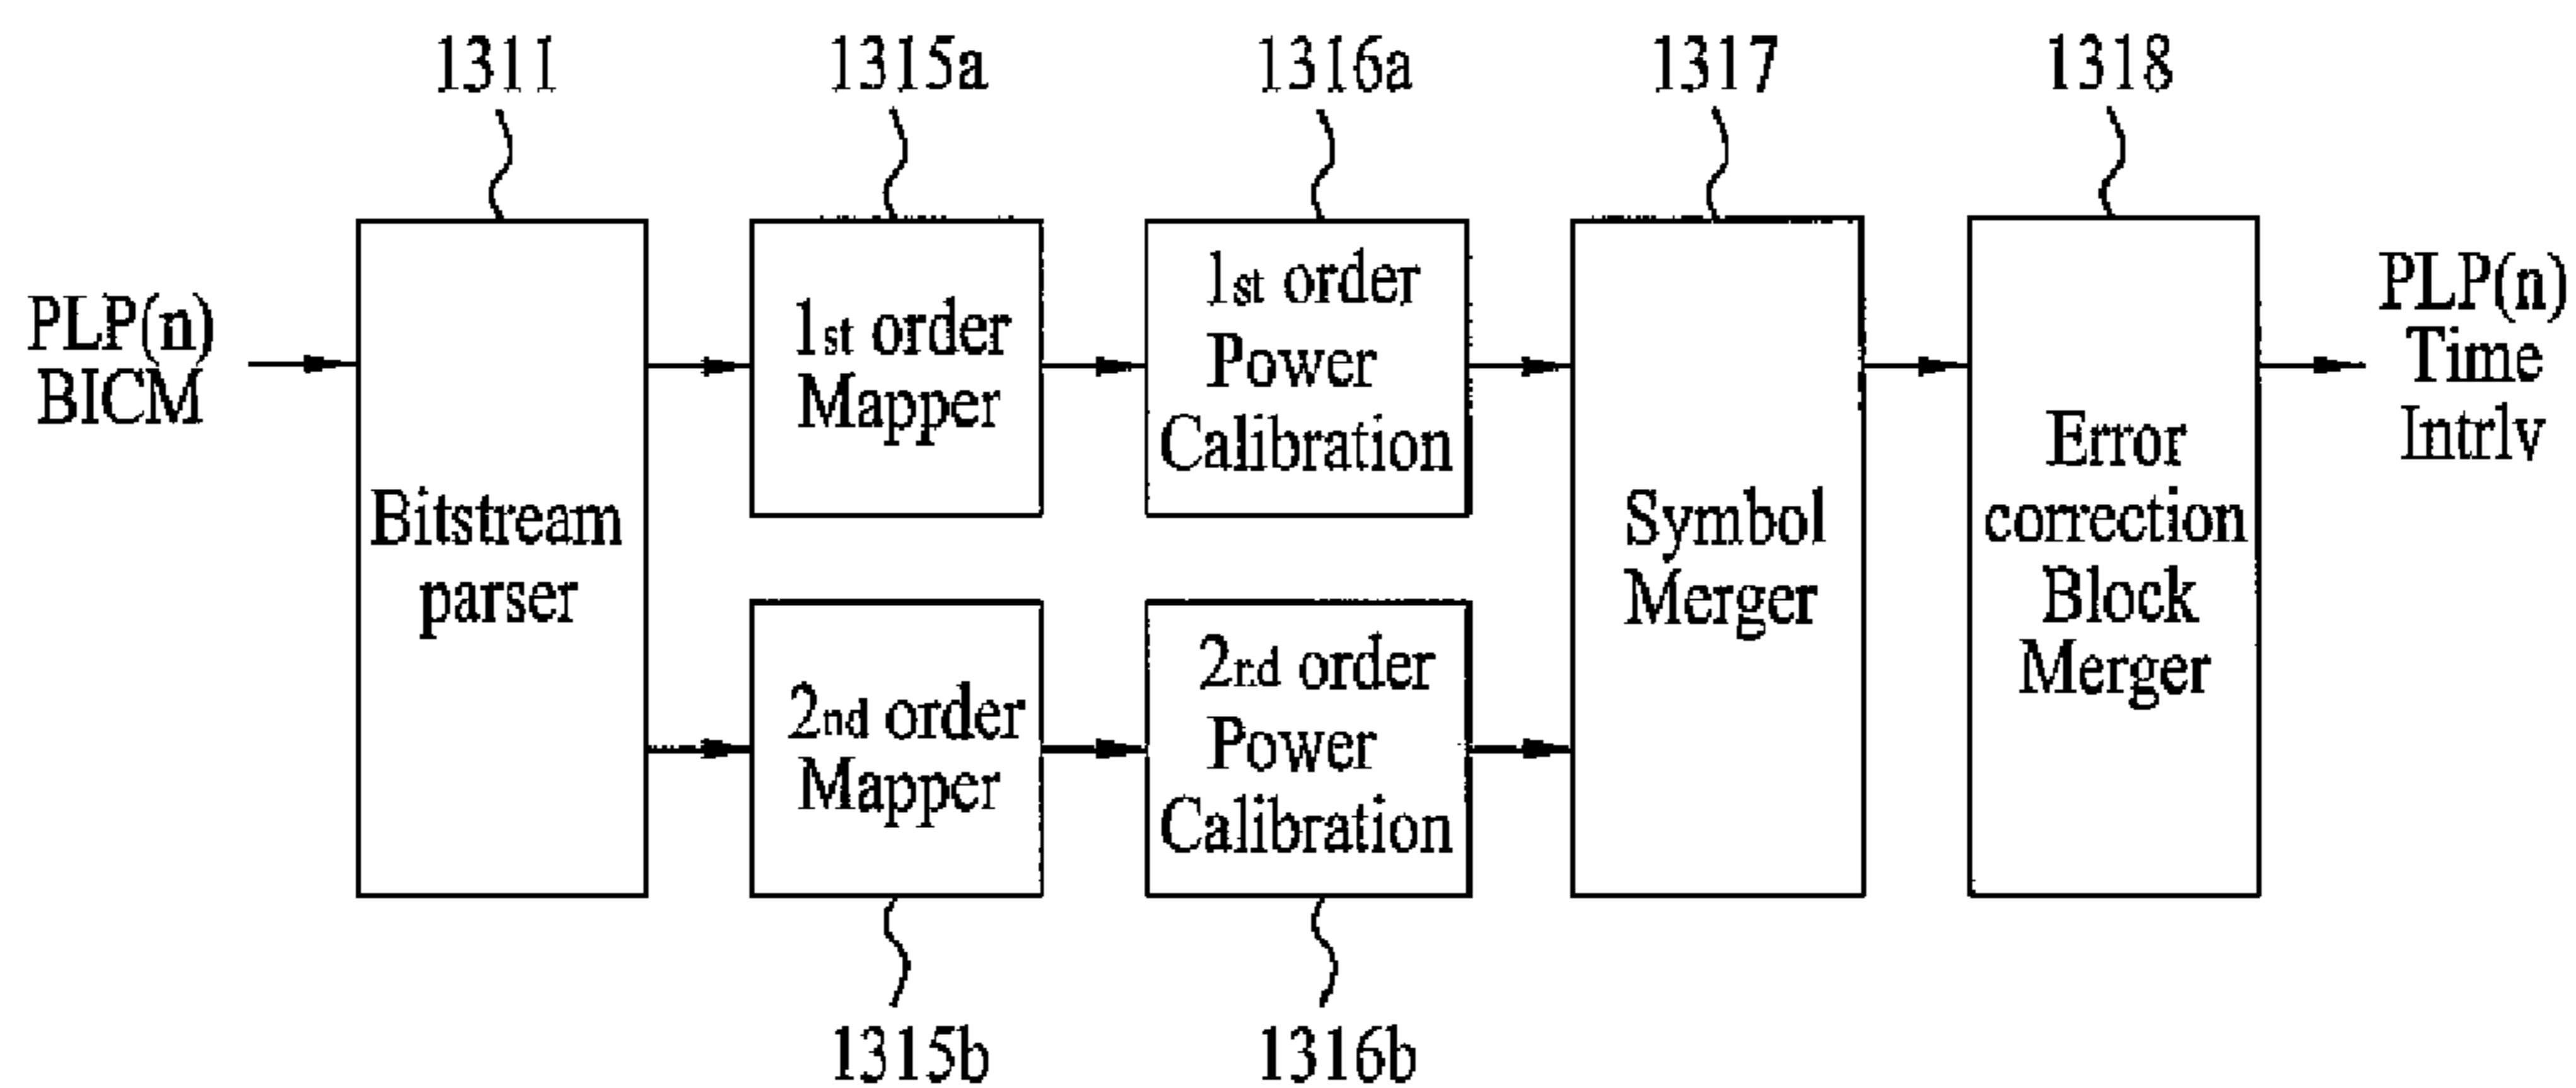 1311
1315a
1316a
1317
1318
PLP(n)
BICM
Bitstream
parser
1st order
Mapper
1st order
Power
Calibration
2nd order
Mapper
2nd order
Power
Calibration
Symbol
Merger
Error
correction
Block
Merger
PLP(n)
Time
Intrlv
1315b
1316b